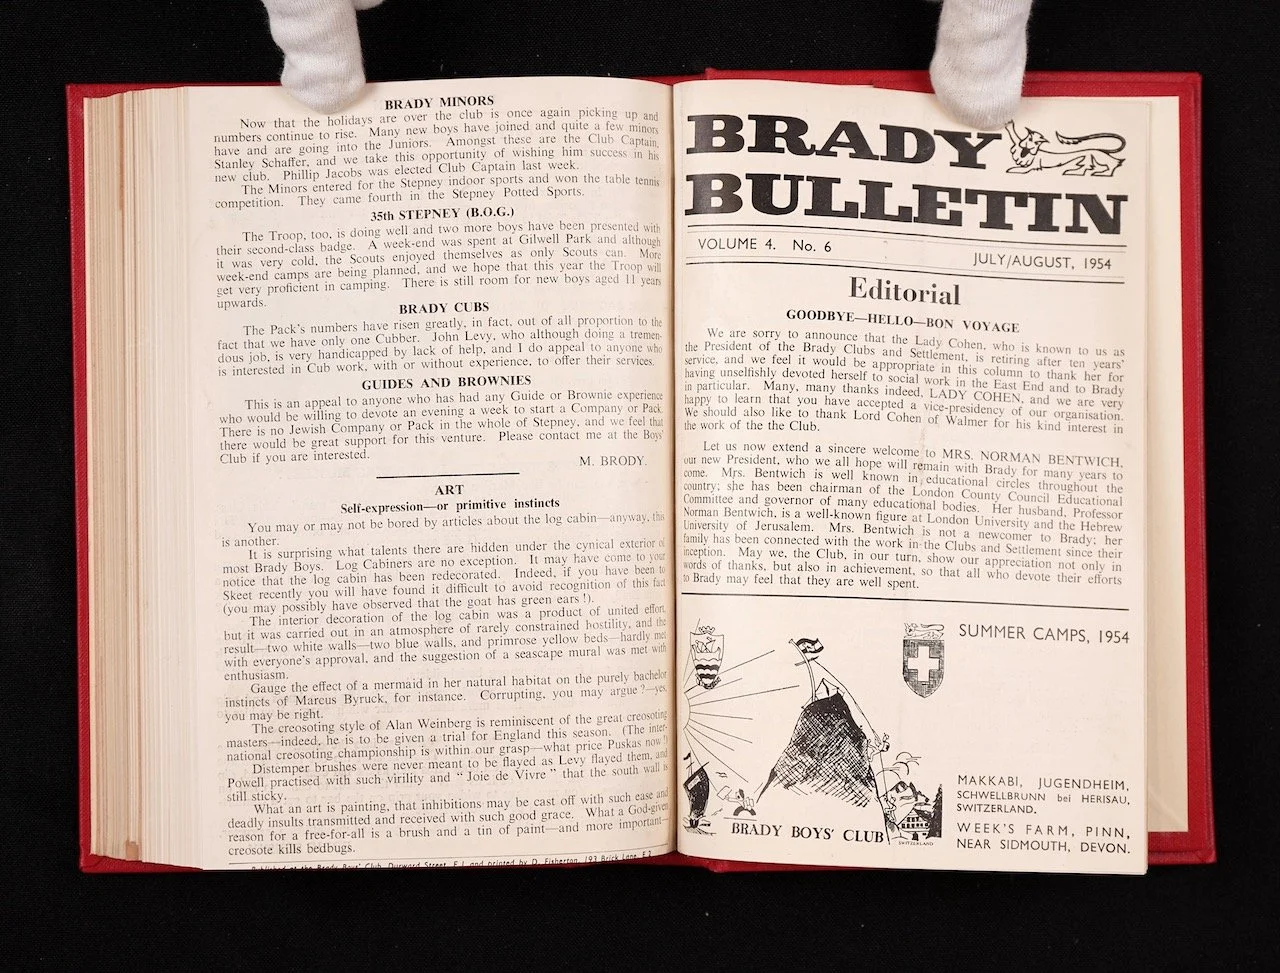 BRADY MINORS
Now that the holidays are over the club is once again picking up and
numbers continue to rise. Many new boys have joined and quite a few minors
have and are going into the Juniors. Amongst these are the Club Captain,
Stanley Schaffer, and we take this opportunity of wishing him success in his
new club. Phillip Jacobs was elected Club Captain last week.
The Minors entered for the Stepney indoor sports and won the table tennis
competition. They came fourth in the Stepney Potted Sports.
35th STEPNEY (B.O.G.)
The Troop, too, is doing well and two more boys have been presented with
their second-class badge. A week-end was spent at Gilwell Park and although
it was very cold, the Scouts enjoyed themselves as only Scouts can. More
week-end camps are being planned, and we hope that this year the Troop will
get very proficient in camping. There is still room for new boys aged 11 years
upwards.
BRADY CUBS
The Pack's numbers have risen greatly, in fact, out of all proportion to the
fact that we have only one Cubber. John Levy, who although doing a tremen-
dous job, is very handicapped by lack of help, and I do appeal to anyone who
is interested in Cub work, with or without experience, to offer their services.
GUIDES AND BROWNIES
This is an appeal to anyone who has had any Guide or Brownie experience
who would be willing to devote an evening a week to start a Company or Pack.
There is no Jewish Company or Pack in the whole of Stepney, and we feel that
there would be great support for this venture. Please contact me at the Boys'
Club if you are interested.
M. BRODY.
ART
Self-expression—or primitive instincts
You may or may not be bored by articles about the log cabin—anyway, this
is another.
It is surprising what talents there are hidden under the cynical exterior of
most Brady Boys. Log Cabiners are no exception. It may have come to your
notice that the log cabin has been redecorated. Indeed, if you have been to
Skeet recently you will have found it difficult to avoid recognition of this fact
(you may possibly have observed that the goat has green ears!).
The interior decoration of the log cabin was a product of united effort,
but it was carried out in an atmosphere of rarely constrained hostility, and the
result—two white walls—two blue walls, and primrose yellow beds—hardly met
with everyone's approval, and the suggestion of a seascape mural was met with
enthusiasm.
Gauge the effect of a mermaid in her natural habitat on the purely bachelor
instincts of Marcus Byruck, for instance. Corrupting, you may argue?—yes,
you may be right.
The creosoting style of Alan Weinberg is reminiscent of the great creosoting
masters—indeed, he is to be given a trial for England this season. (The inter-
national creosoting championship is within our grasp—what price Puskas now!)
Distemper brushes were never meant to be flayed as Levy flayed them, and
Powell practised with such virility and "Joie de Vivre" that the south wall is
still sticky.
What an art is painting, that inhibitions may be cast off with such ease and
deadly insults transmitted and received with such good grace. What a God-given
reason for a free-for-all is a brush and a tin of paint—and more important—
creosote kills bedbugs.
Published at the Brady Boys' Club, Durward Street, E.1 and printed by D. Fisherton, 193 Brick Lane, E.2
BRADY
BULLETIN
VOLUME 4. No. 6
JULY/AUGUST, 1954
Editorial
GOODBYE—HELLO—BON VOYAGE
We are sorry to announce that the Lady Cohen, who is known to us as
the President of the Brady Clubs and Settlement, is retiring after ten years'
service, and we feel it would be appropriate in this column to thank her for
having unselfishly devoted herself to social work in the East End and to Brady
in particular. Many, many thanks indeed, LADY COHEN, and we are very
happy to learn that you have accepted a vice-presidency of our organisation.
We should also like to thank Lord Cohen of Walmer for his kind interest in
the work of the the Club.
Let us now extend a sincere welcome to MRS. NORMAN BENTWICH,
our new President, who we all hope will remain with Brady for many years to
come. Mrs. Bentwich is well known in educational circles throughout the
country; she has been chairman of the London County Council Educational
Committee and governor of many educational bodies. Her husband, Professor
Norman Bentwich, is a well-known figure at London University and the Hebrew
University of Jerusalem. Mrs. Bentwich is not a newcomer to Brady; her
family has been connected with the work in the Clubs and Settlement since their
inception. May we, the Club, in our turn, show our appreciation not only in
words of thanks, but also in achievement, so that all who devote their efforts
to Brady may feel that they are well spent.
SUMMER CAMPS, 1954
MAKKABI, JUGENDHEIM,
SCHWELLBRUNN bei HERISAU,
SWITZERLAND.
WEEK'S FARM, PINN,
NEAR SIDMOUTH, DEVON.
BRADY BOYS' CLUB
SWITZERLAND